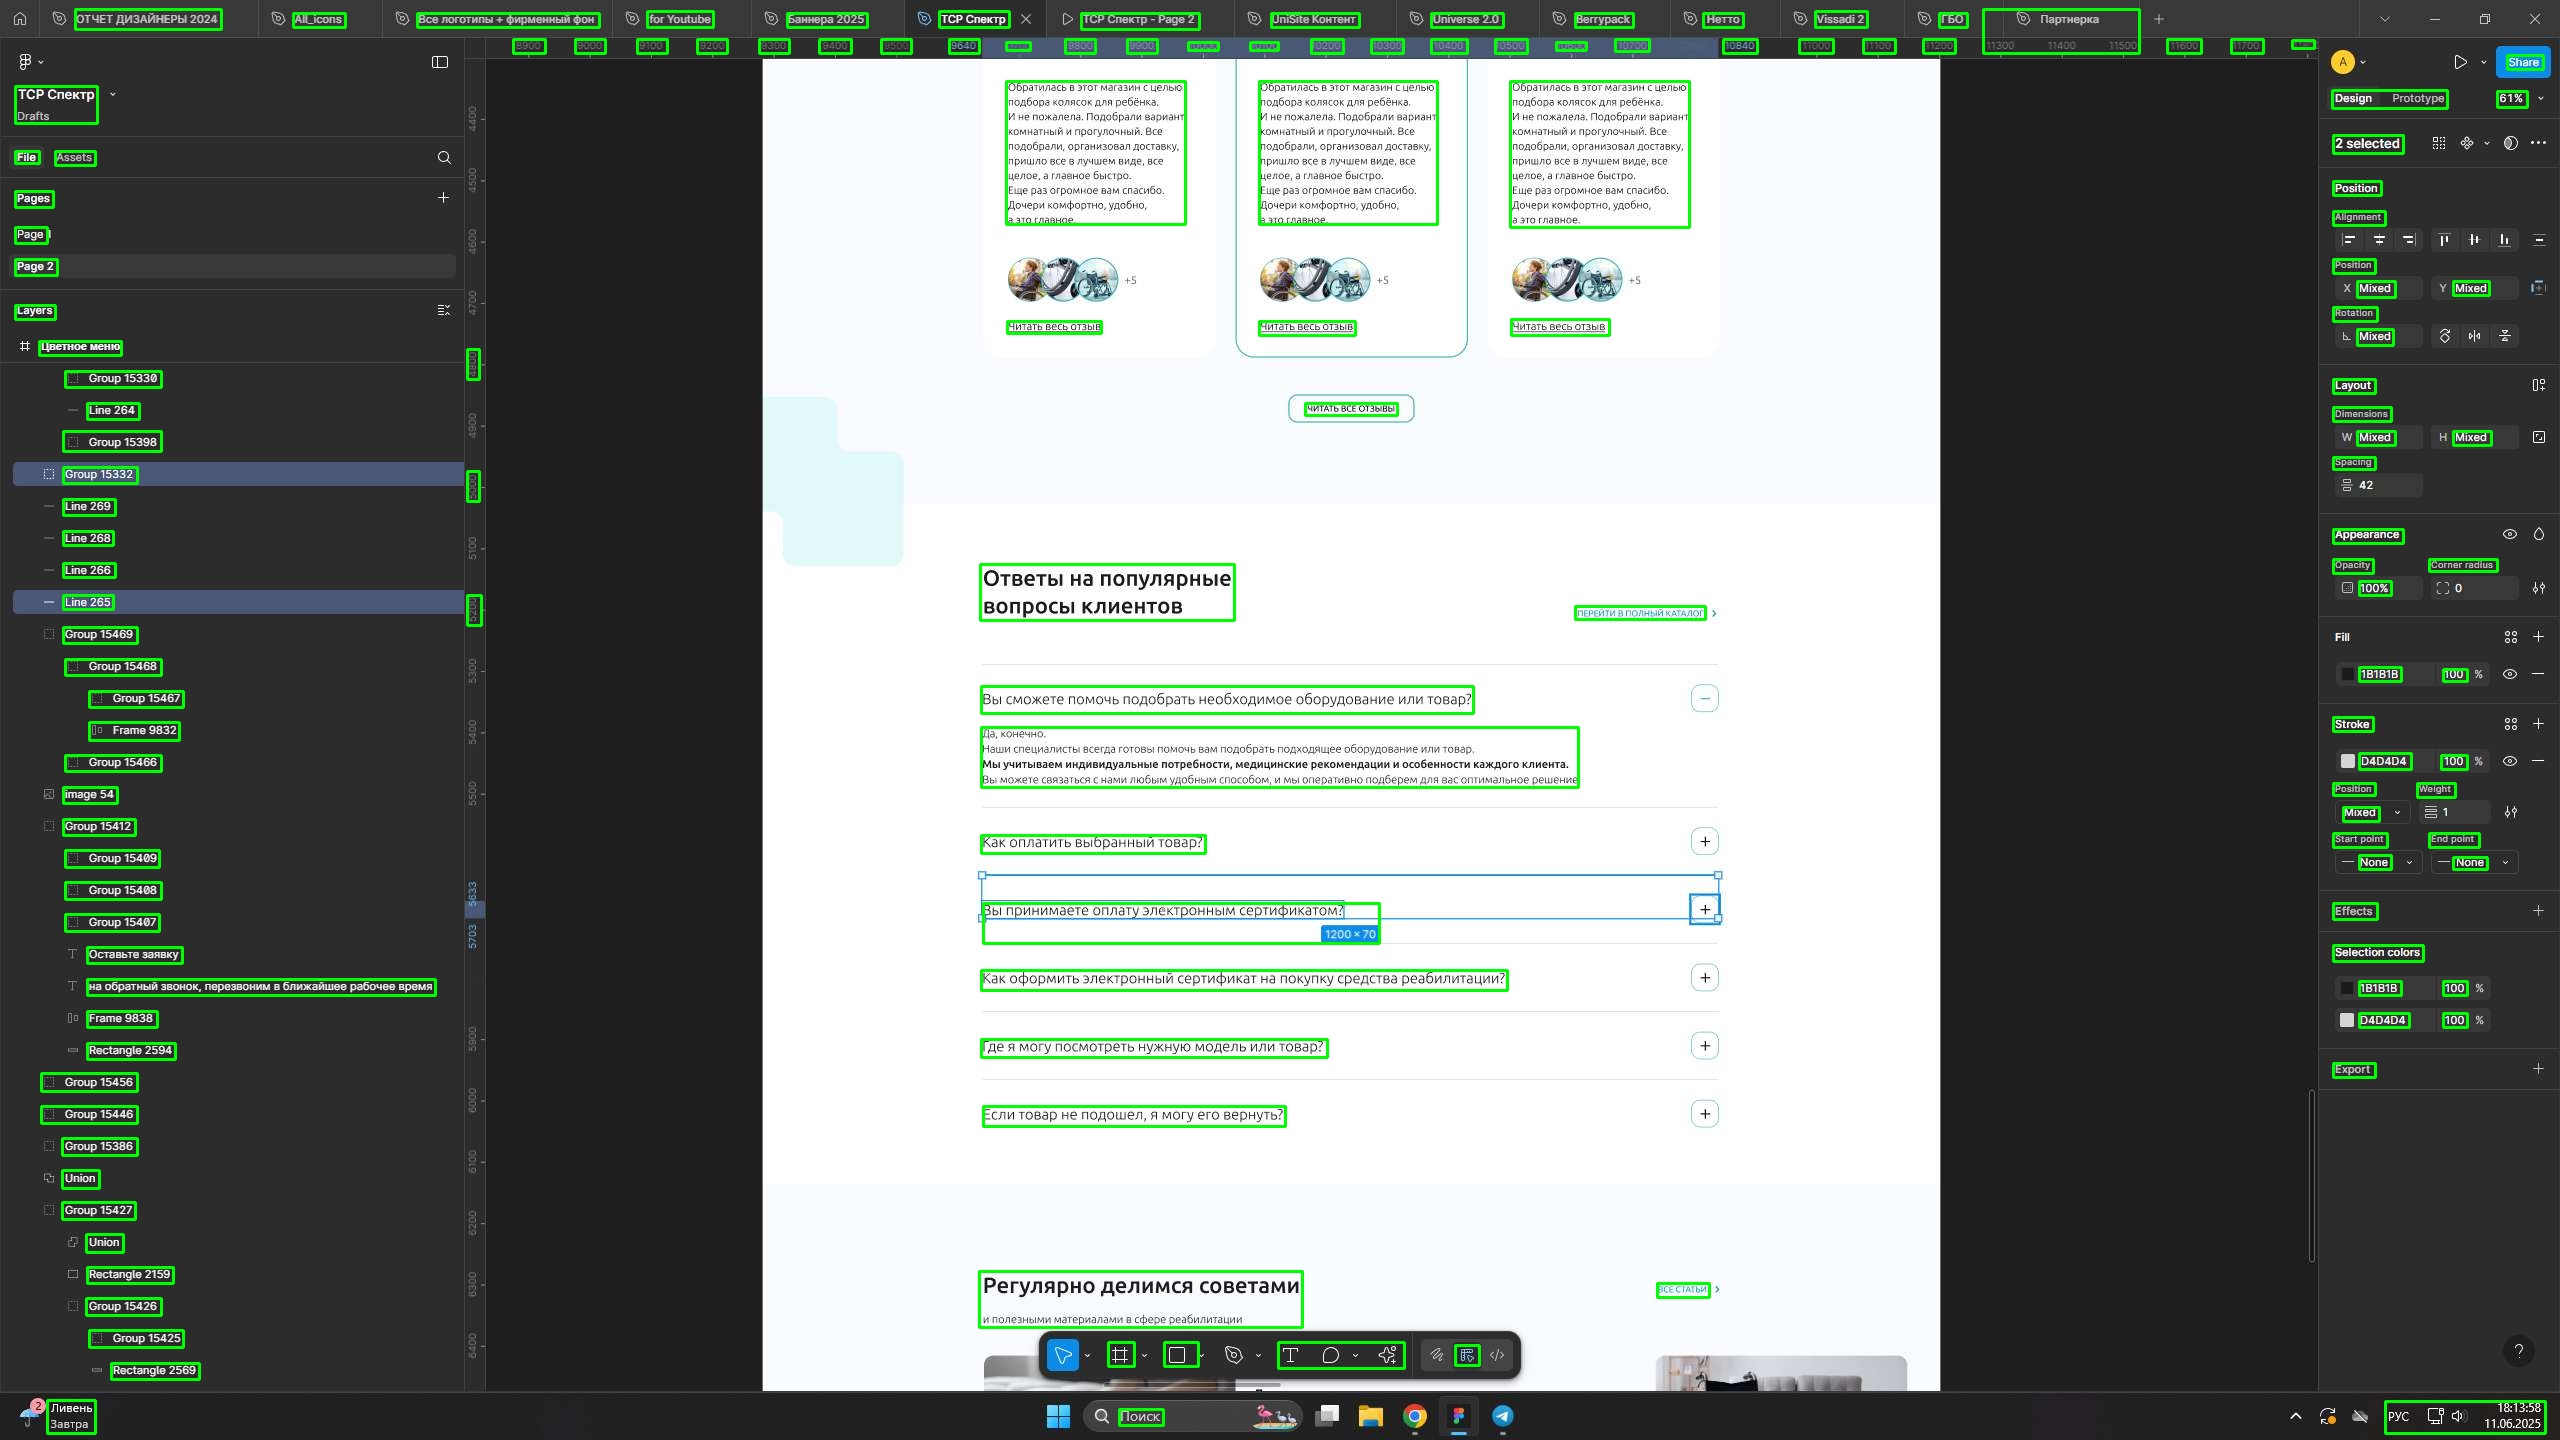 ОТЧЕТ ДИЗАЙНЕРЫ 2024
All_icons
Все логотипы + фирменный фон
for Youtube
Баннера 2025
ТСР Спектр
ТСР Спектр - Page 2
UniSite Контент
Universe 2.0
Berrypack
Нетто
Vissadi 2
ГБО
Партнерка
8900 9000 9100 9200 9300 9400 9500 9640 9800 9900 10200 10300 10400 10500 10700 10840 11000 11100 11200 11300 11400 11500 11600 11700
ТСР Спектр
Drafts
File
Assets
Pages
Page 1
Page 2
Layers
Цветное меню
Group 15330
Line 264
Group 15398
Group 15332
Line 269
Line 268
Line 266
Line 265
Group 15469
Group 15468
Group 15467
Frame 9832
Group 15466
image 54
Group 15412
Group 15409
Group 15408
Group 15407
Оставьте заявку
на обратный звонок, перезвоним в ближайшее рабочее время
Frame 9838
Rectangle 2594
Group 15456
Group 15446
Group 15386
Union
Group 15427
Union
Rectangle 2159
Group 15426
Group 15425
Rectangle 2569
4400
4500
4600
4700
4800
4900
5000
5100
5200
5300
5400
5500
5633
5703
5900
6000
6100
6200
6300
6400
Обратилась в этот магазин с целью
подбора колясок для ребёнка.
И не пожалела. Подобрали вариант
комнатный и прогулочный. Все
подобрали, организовал доставку,
пришло все в лучшем виде, все
целое, а главное быстро.
Еще раз огромное вам спасибо.
Дочери комфортно, удобно,
а это главное.
+5
Читать весь отзыв
Обратилась в этот магазин с целью
подбора колясок для ребёнка.
И не пожалела. Подобрали вариант
комнатный и прогулочный. Все
подобрали, организовал доставку,
пришло все в лучшем виде, все
целое, а главное быстро.
Еще раз огромное вам спасибо.
Дочери комфортно, удобно,
а это главное.
+5
Читать весь отзыв
Обратилась в этот магазин с целью
подбора колясок для ребёнка.
И не пожалела. Подобрали вариант
комнатный и прогулочный. Все
подобрали, организовал доставку,
пришло все в лучшем виде, все
целое, а главное быстро.
Еще раз огромное вам спасибо.
Дочери комфортно, удобно,
а это главное.
+5
Читать весь отзыв
ЧИТАТЬ ВСЕ ОТЗЫВЫ
Ответы на популярные
вопросы клиентов
ПЕРЕЙТИ В ПОЛНЫЙ КАТАЛОГ
Вы сможете помочь подобрать необходимое оборудование или товар?
Да, конечно.
Наши специалисты всегда готовы помочь вам подобрать подходящее оборудование или товар.
Мы учитываем индивидуальные потребности, медицинские рекомендации и особенности каждого клиента.
Вы можете связаться с нами любым удобным способом, и мы оперативно подберем для вас оптимальное решение
Как оплатить выбранный товар?
Вы принимаете оплату электронным сертификатом?
1200 × 70
Как оформить электронный сертификат на покупку средства реабилитации?
Где я могу посмотреть нужную модель или товар?
Если товар не подошел, я могу его вернуть?
Регулярно делимся советами
и полезными материалами в сфере реабилитации
ВСЕ СТАТЬИ
A
Share
Design
Prototype
61%
2 selected
Position
Alignment
Position
X Mixed
Y Mixed
Rotation
Mixed
Layout
Dimensions
W Mixed
H Mixed
Spacing
42
Appearance
Opacity
Corner radius
100%
0
Fill
1B1B1B 100 %
Stroke
D4D4D4 100 %
Position
Weight
Mixed
1
Start point
End point
None
None
Effects
Selection colors
1B1B1B 100 %
D4D4D4 100 %
Export
?
2
Ливень
Завтра
Поиск
РУС
18:13:58
11.06.2025